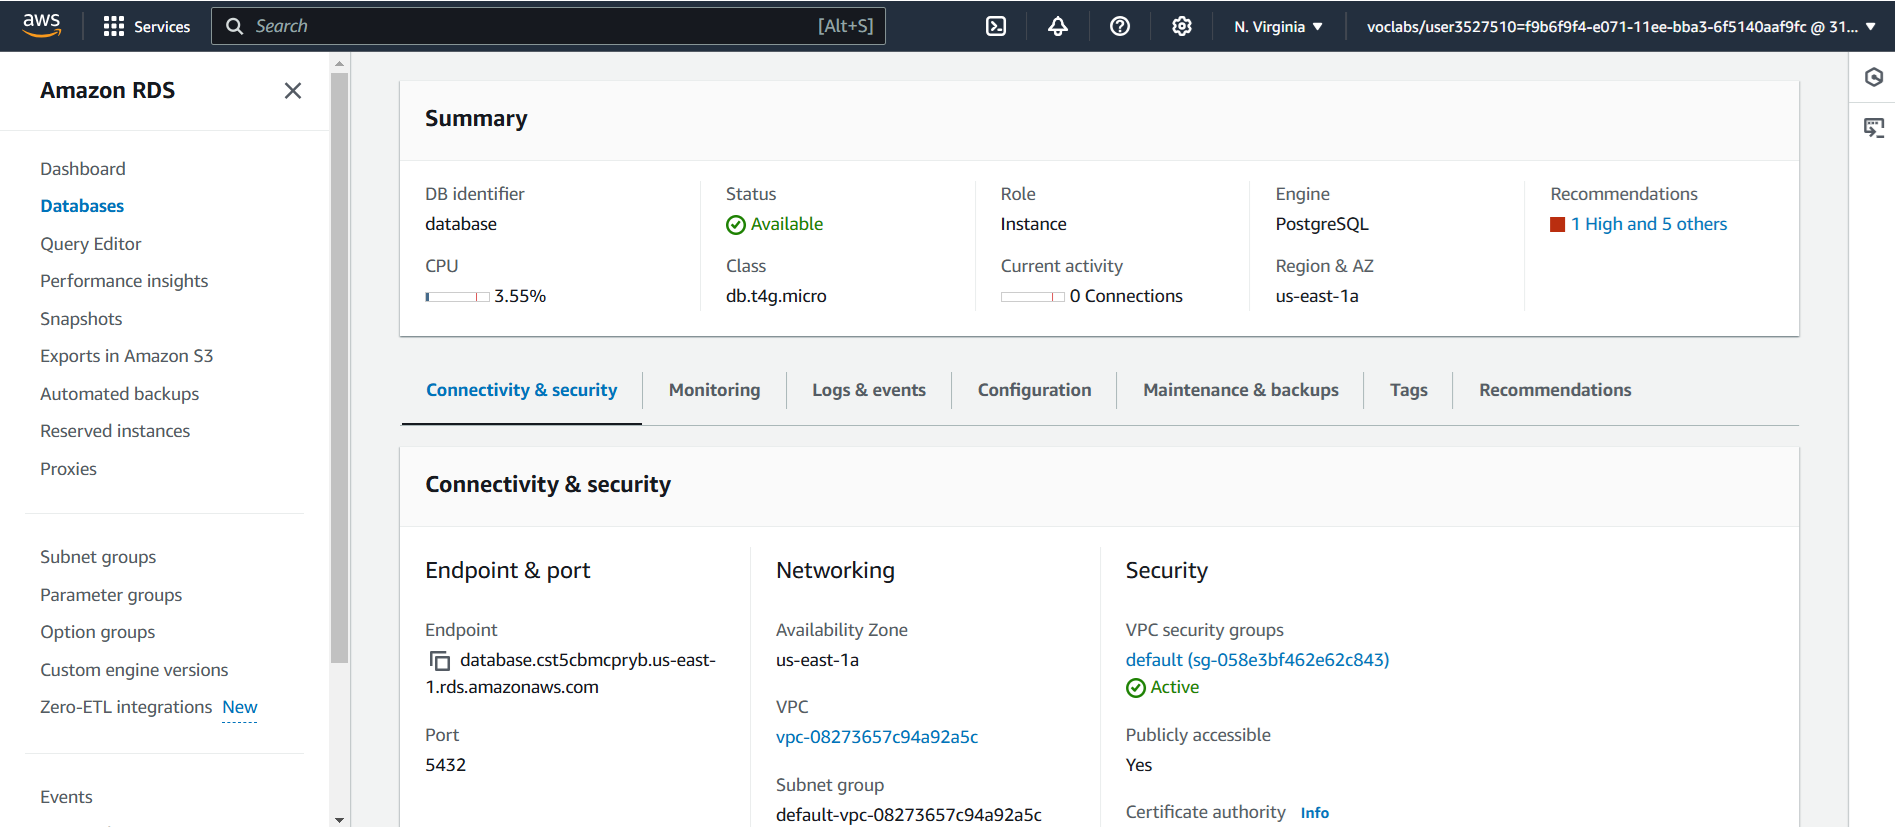 aws
Services
Search [Alt+S]
N. Virginia
voclabs/user3527510=f9b6f9f4-e071-11ee-bba3-6f5140aaf9fc @ 31...
Amazon RDS
Dashboard
Databases
Query Editor
Performance insights
Snapshots
Exports in Amazon S3
Automated backups
Reserved instances
Proxies
Subnet groups
Parameter groups
Option groups
Custom engine versions
Zero-ETL integrations New
Events
Summary
DB identifier
database
CPU
3.55%
Status
Available
Class
db.t4g.micro
Role
Instance
Current activity
0 Connections
Engine
PostgreSQL
Region & AZ
us-east-1a
Recommendations
1 High and 5 others
Connectivity & security
Monitoring
Logs & events
Configuration
Maintenance & backups
Tags
Recommendations
Connectivity & security
Endpoint & port
Endpoint
database.cst5cbmcpryb.us-east-
1.rds.amazonaws.com
Port
5432
Networking
Availability Zone
us-east-1a
VPC
vpc-08273657c94a92a5c
Subnet group
default-vpc-08273657c94a92a5c
Security
VPC security groups
default (sg-058e3bf462e62c843)
Active
Publicly accessible
Yes
Certificate authority Info